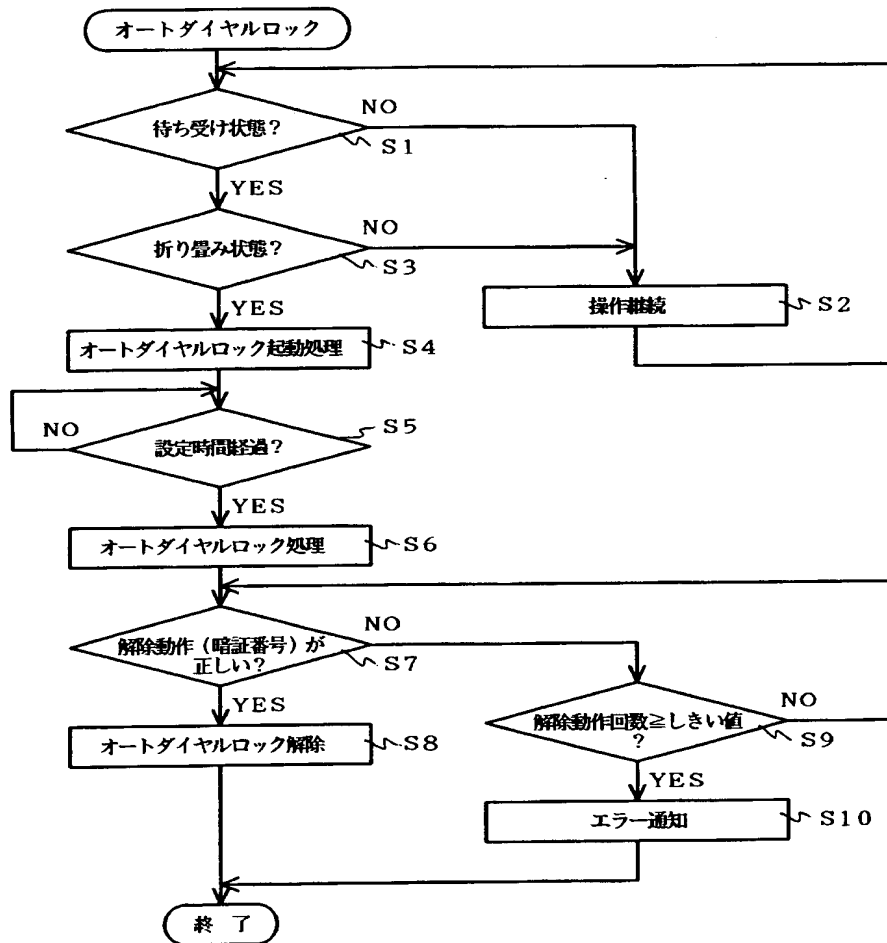 オートダイヤルロック
待ち受け状態?
NO
S1
YES
折り畳み状態?
NO
S3
YES
操作継続
S2
オートダイヤルロック起動処理
S4
設定時間経過?
NO
S5
YES
オートダイヤルロック処理
S6
解除動作(暗証番号)が
正しい?
NO
S7
YES
解除動作回数≧しきい値
?
NO
S9
YES
オートダイヤルロック解除
S8
エラー通知
S10
終了